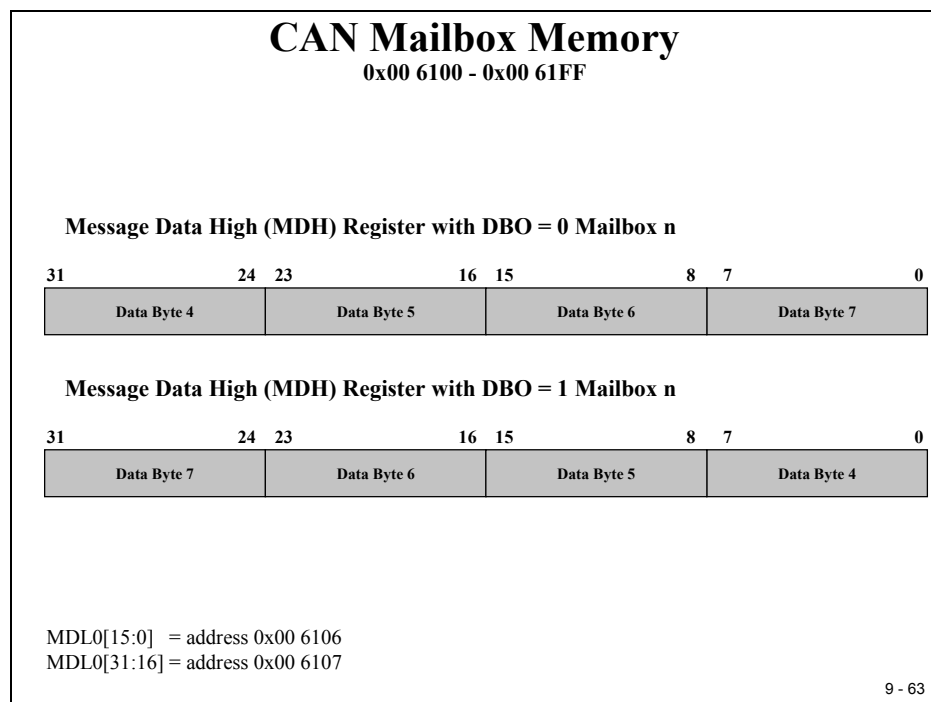 CAN Mailbox Memory
0x00 6100 - 0x00 61FF
Message Data High (MDH) Register with DBO = 0 Mailbox n
31 24 23 16 15 8 7 0
Data Byte 4 Data Byte 5 Data Byte 6 Data Byte 7
Message Data High (MDH) Register with DBO = 1 Mailbox n
31 24 23 16 15 8 7 0
Data Byte 7 Data Byte 6 Data Byte 5 Data Byte 4
MDL0[15:0] = address 0x00 6106
MDL0[31:16] = address 0x00 6107
9 - 63